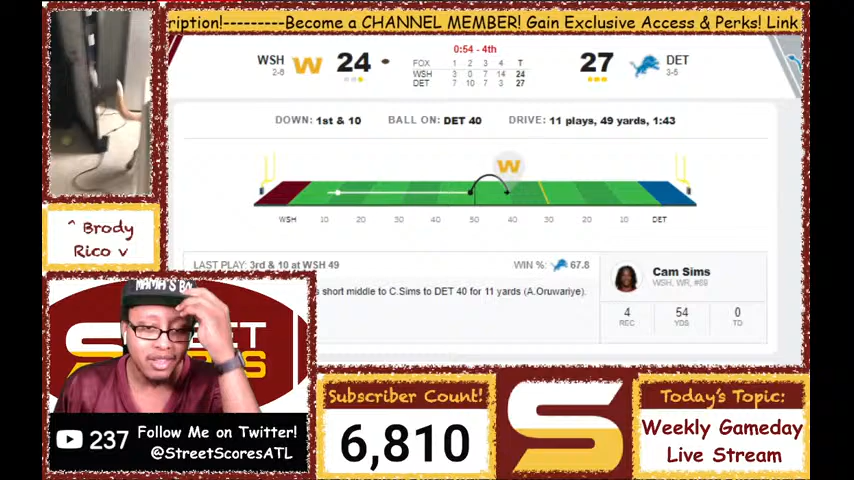 ription!---------Become a CHANNEL MEMBER! Gain Exclusive Access & Perks! Link
0:54 - 4th
WSH
2-6
W
24
FOX 1 2 3 4 T
WSH 3 0 7 14 24
DET 7 10 7 3 27
27
DET
3-5
DOWN: 1st & 10 BALL ON: DET 40 DRIVE: 11 plays, 49 yards, 1:43
W
WSH 10 20 30 40 50 40 30 20 10 DET
^ Brody
Rico v
LAST PLAY: 3rd & 10 at WSH 49
WIN %: 67.8
s short middle to C.Sims to DET 40 for 11 yards (A.Oruwariye).
Cam Sims
WSH, WR, #89
4 54 0
REC YDS TD
MAMA'S
S
Subscriber Count!
6,810
S
Today's Topic:
Weekly Gameday
Live Stream
237
Follow Me on Twitter!
@StreetScoresATL